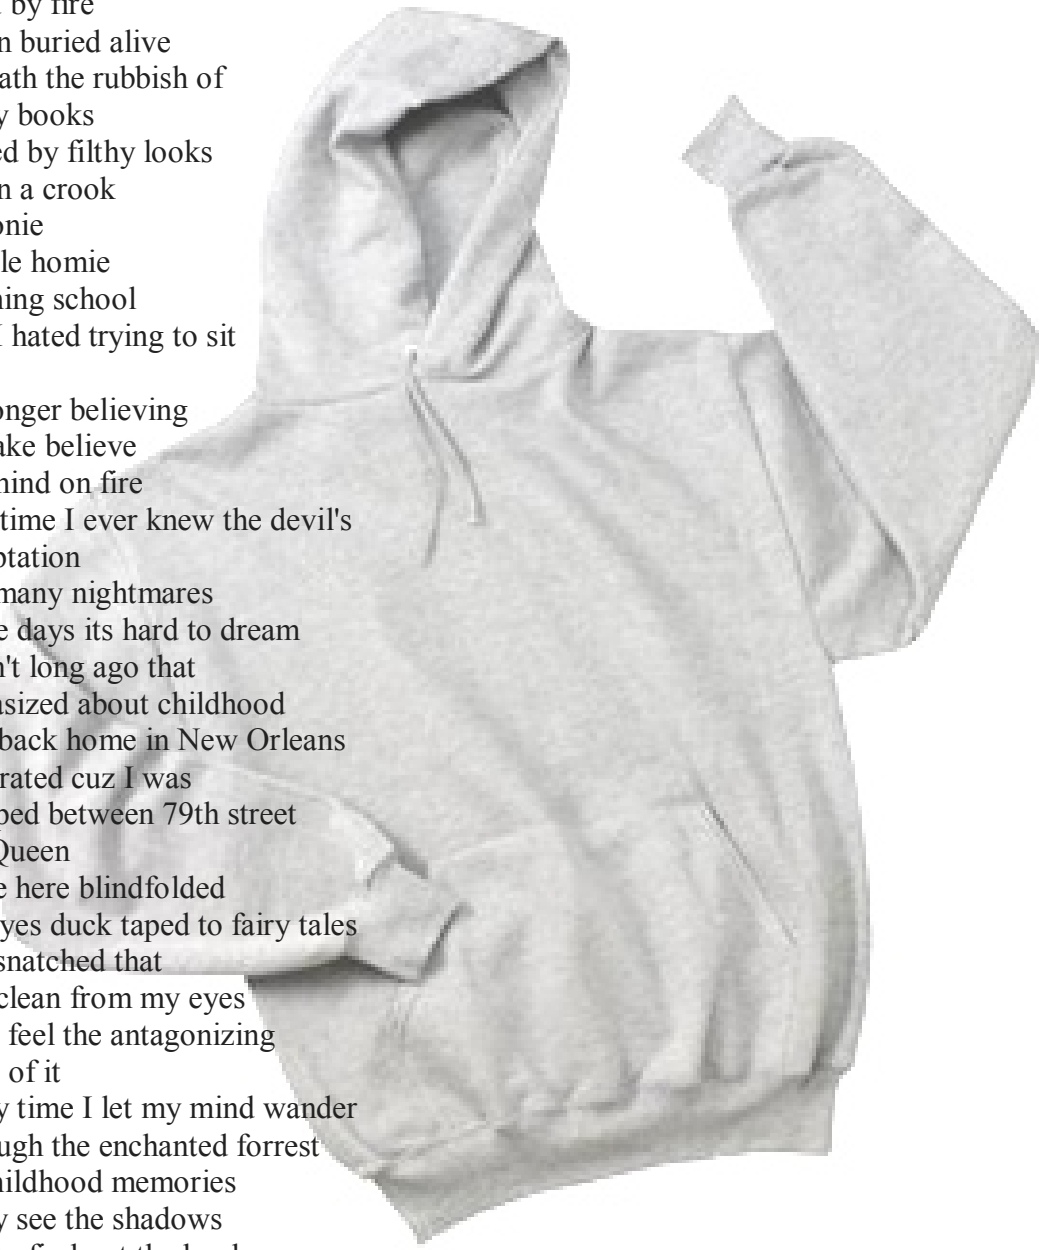 by fire
n buried alive
ath the rubbish of
y books
ed by filthy looks
n a crook
onie
le homie
ning school
I hated trying to sit
onger believing
ake believe
mind on fire
time I ever knew the devil's
ptation
many nightmares
e days its hard to dream
n't long ago that
asized about childhood
back home in New Orleans
rated cuz I was
ped between 79th street
Queen
e here blindfolded
yes duck taped to fairy tales
snatched that
clean from my eyes
feel the antagonizing
of it
y time I let my mind wander
ugh the enchanted forrest
hildhood memories
y see the shadows